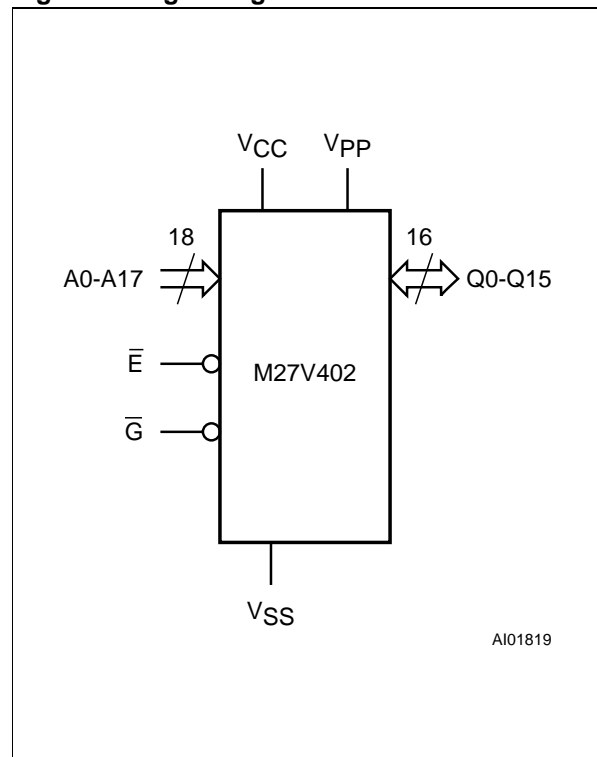 VCC VPP
18 16
A0-A17 Q0-Q15
E̅
M27V402
G̅
VSS
AI01819